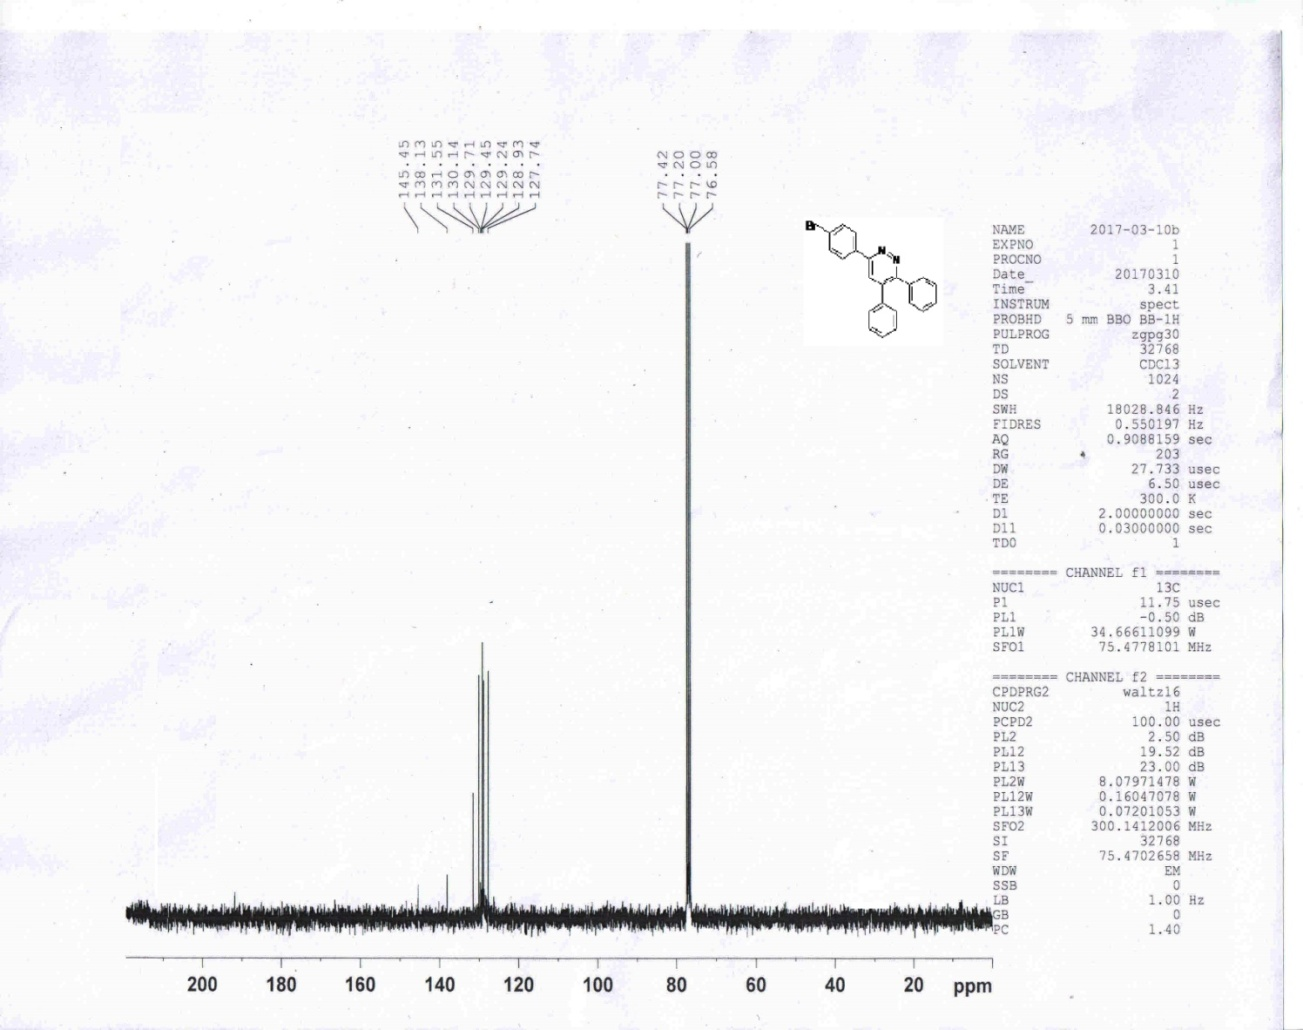 145.45
138.13
131.55
130.14
129.71
129.45
129.24
128.93
127.74
77.42
77.20
77.00
76.58
Br
N
N
NAME 2017-03-10b
EXPNO 1
PROCNO 1
Date_ 20170310
Time 3.41
INSTRUM spect
PROBHD 5 mm BBO BB-1H
PULPROG zgpg30
TD 32768
SOLVENT CDCl3
NS 1024
DS 2
SWH 18028.846 Hz
FIDRES 0.550197 Hz
AQ 0.9088159 sec
RG 203
DW 27.733 usec
DE 6.50 usec
TE 300.0 K
D1 2.00000000 sec
D11 0.03000000 sec
TD0 1
======== CHANNEL f1 ========
NUC1 13C
P1 11.75 usec
PL1 -0.50 dB
PL1W 34.66611099 W
SFO1 75.4778101 MHz
======== CHANNEL f2 ========
CPDPRG2 waltz16
NUC2 1H
PCPD2 100.00 usec
PL2 2.50 dB
PL12 19.52 dB
PL13 23.00 dB
PL2W 8.07971478 W
PL12W 0.16047078 W
PL13W 0.07201053 W
SFO2 300.1412006 MHz
SI 32768
SF 75.4702658 MHz
WDW EM
SSB 0
LB 1.00 Hz
GB 0
PC 1.40
200 180 160 140 120 100 80 60 40 20 ppm